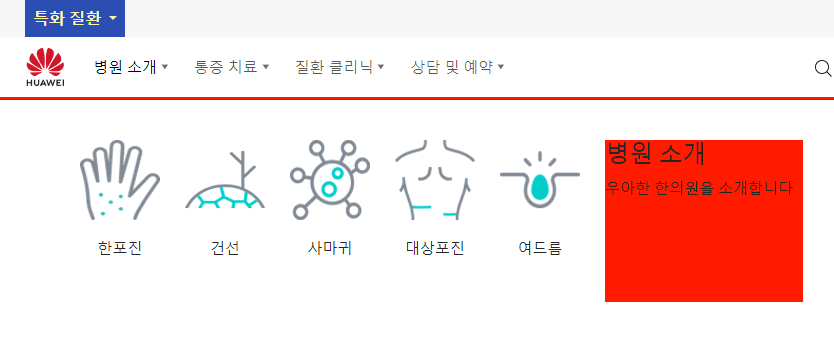 특화 질환
HUAWEI
병원 소개 통증 치료 질환 클리닉 상담 및 예약
병원 소개
우아한 한의원을 소개합니다
한포진 건선 사마귀 대상포진 여드름